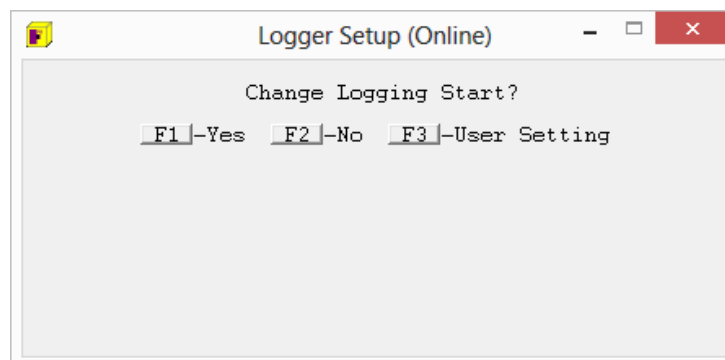 Logger Setup (Online)
Change Logging Start?
F1-Yes F2-No F3-User Setting